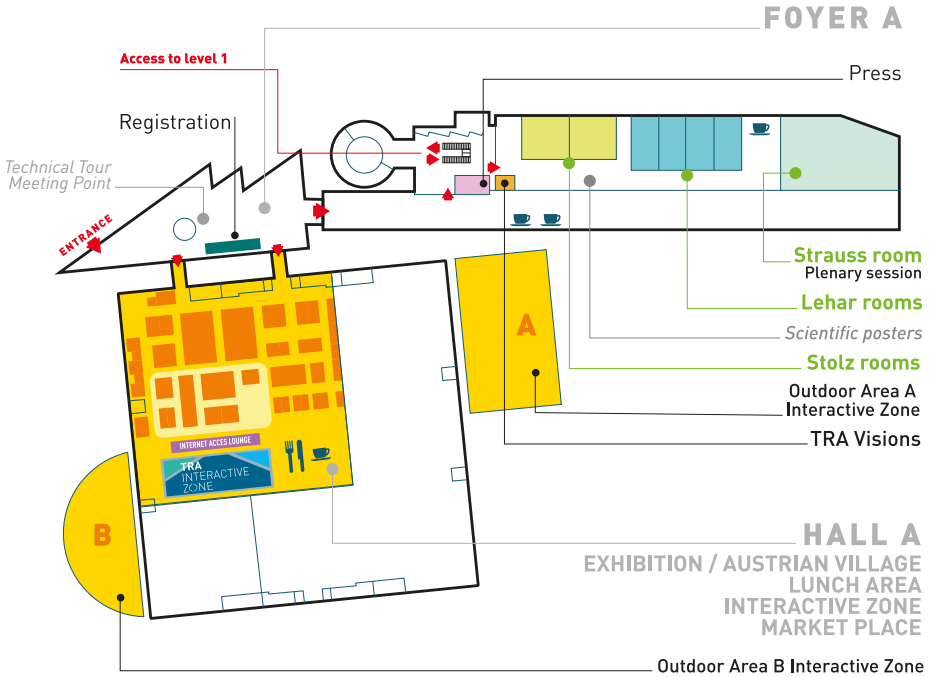 FOYER A
Access to level 1
Press
Registration
Technical Tour
Meeting Point
ENTRANCE
Strauss room
Plenary session
Lehar rooms
Scientific posters
Stolz rooms
A
Outdoor Area A
Interactive Zone
TRA Visions
INTERNET ACCES LOUNGE
TRA
INTERACTIVE
ZONE
B
HALL A
EXHIBITION / AUSTRIAN VILLAGE
LUNCH AREA
INTERACTIVE ZONE
MARKET PLACE
Outdoor Area B Interactive Zone